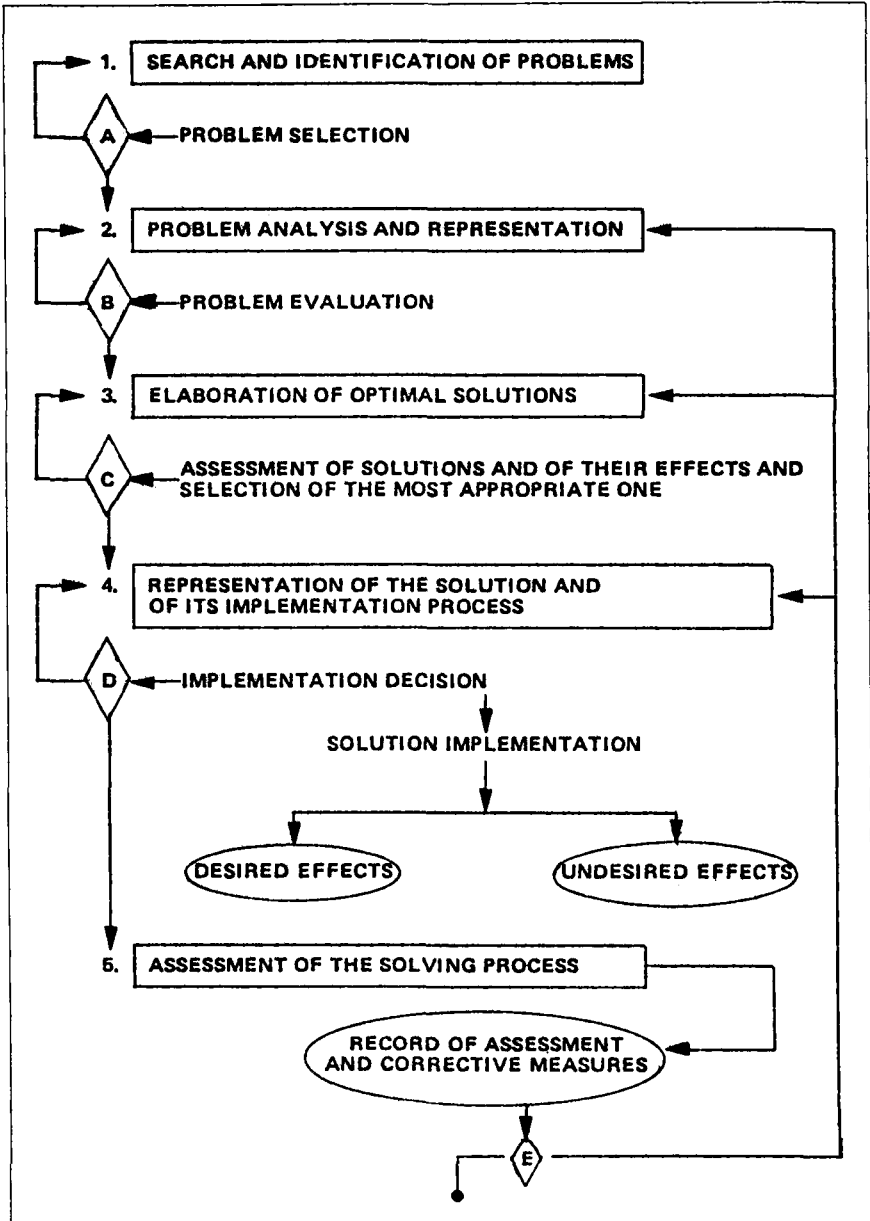 1. SEARCH AND IDENTIFICATION OF PROBLEMS
A PROBLEM SELECTION
2. PROBLEM ANALYSIS AND REPRESENTATION
B PROBLEM EVALUATION
3. ELABORATION OF OPTIMAL SOLUTIONS
C ASSESSMENT OF SOLUTIONS AND OF THEIR EFFECTS AND
SELECTION OF THE MOST APPROPRIATE ONE
4. REPRESENTATION OF THE SOLUTION AND
OF ITS IMPLEMENTATION PROCESS
D IMPLEMENTATION DECISION
SOLUTION IMPLEMENTATION
DESIRED EFFECTS UNDESIRED EFFECTS
5. ASSESSMENT OF THE SOLVING PROCESS
RECORD OF ASSESSMENT
AND CORRECTIVE MEASURES
E